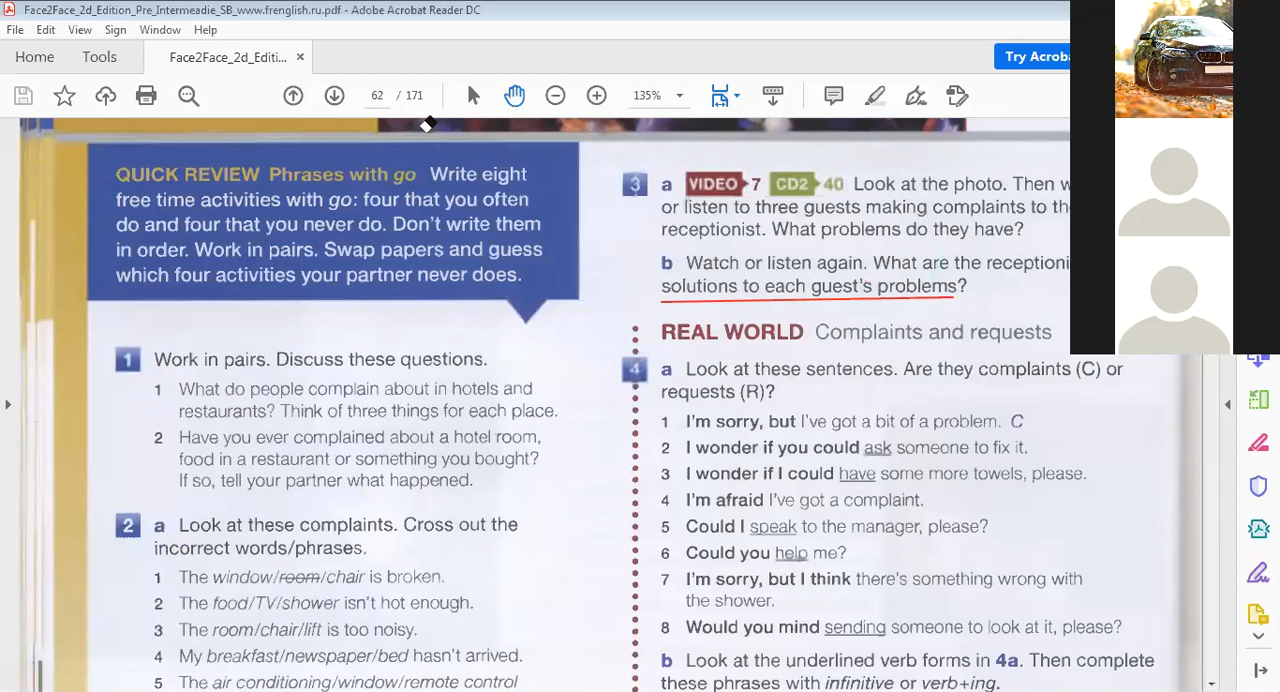 Face2Face_2d_Edition_Pre_Intermeadie_SB_www.frenglish.ru.pdf - Adobe Acrobat Reader DC
File Edit View Sign Window Help
Home Tools Face2Face_2d_Editi... × Try Acroba
62 / 171 135%
QUICK REVIEW Phrases with go Write eight
free time activities with go: four that you often
do and four that you never do. Don't write them
in order. Work in pairs. Swap papers and guess
which four activities your partner never does.
1 Work in pairs. Discuss these questions.
1 What do people complain about in hotels and
restaurants? Think of three things for each place.
2 Have you ever complained about a hotel room,
food in a restaurant or something you bought?
If so, tell your partner what happened.
2 a Look at these complaints. Cross out the
incorrect words/phrases.
1 The window/room/chair is broken.
2 The food/TV/shower isn't hot enough.
3 The room/chair/lift is too noisy.
4 My breakfast/newspaper/bed hasn't arrived.
5 The air conditioning/window/remote control
3 a VIDEO 7 CD2 40 Look at the photo. Then w
or listen to three guests making complaints to the
receptionist. What problems do they have?
b Watch or listen again. What are the receptioni
solutions to each guest's problems?
REAL WORLD Complaints and requests
4 a Look at these sentences. Are they complaints (C) or
requests (R)?
1 I'm sorry, but I've got a bit of a problem. C
2 I wonder if you could ask someone to fix it.
3 I wonder if I could have some more towels, please.
4 I'm afraid I've got a complaint.
5 Could I speak to the manager, please?
6 Could you help me?
7 I'm sorry, but I think there's something wrong with
the shower.
8 Would you mind sending someone to look at it, please?
b Look at the underlined verb forms in 4a. Then complete
these phrases with infinitive or verb+ing.